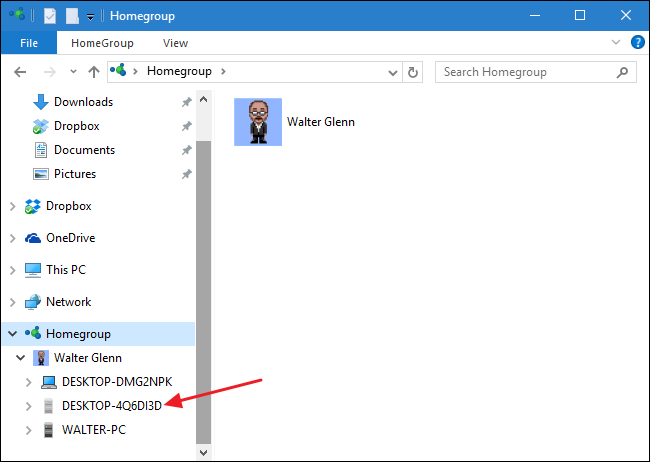 Homegroup
File HomeGroup View
Homegroup
Search Homegroup
Downloads
Dropbox
Documents
Pictures
Dropbox
OneDrive
This PC
Network
Homegroup
Walter Glenn
DESKTOP-DMG2NPK
DESKTOP-4Q6DI3D
WALTER-PC
Walter Glenn